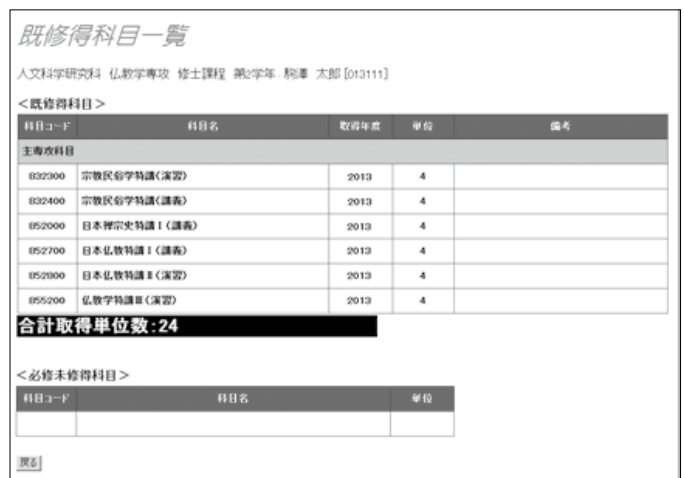 既修得科目一覧
人文科学研究科 仏教学専攻 修士課程 第2学年 駒澤 太郎 [013111]
＜既修得科目＞
科目コード 科目名 取得年度 単位 備考
主専攻科目
832300 宗教民俗学特講（演習） 2013 4
832400 宗教民俗学特講（講義） 2013 4
852000 日本禅宗史特講Ⅰ（講義） 2013 4
852700 日本仏教特講Ⅰ（講義） 2013 4
852800 日本仏教特講Ⅱ（演習） 2013 4
855200 仏教学特講Ⅲ（演習） 2013 4
合計取得単位数:24
＜必修未修得科目＞
科目コード 科目名 単位
戻る